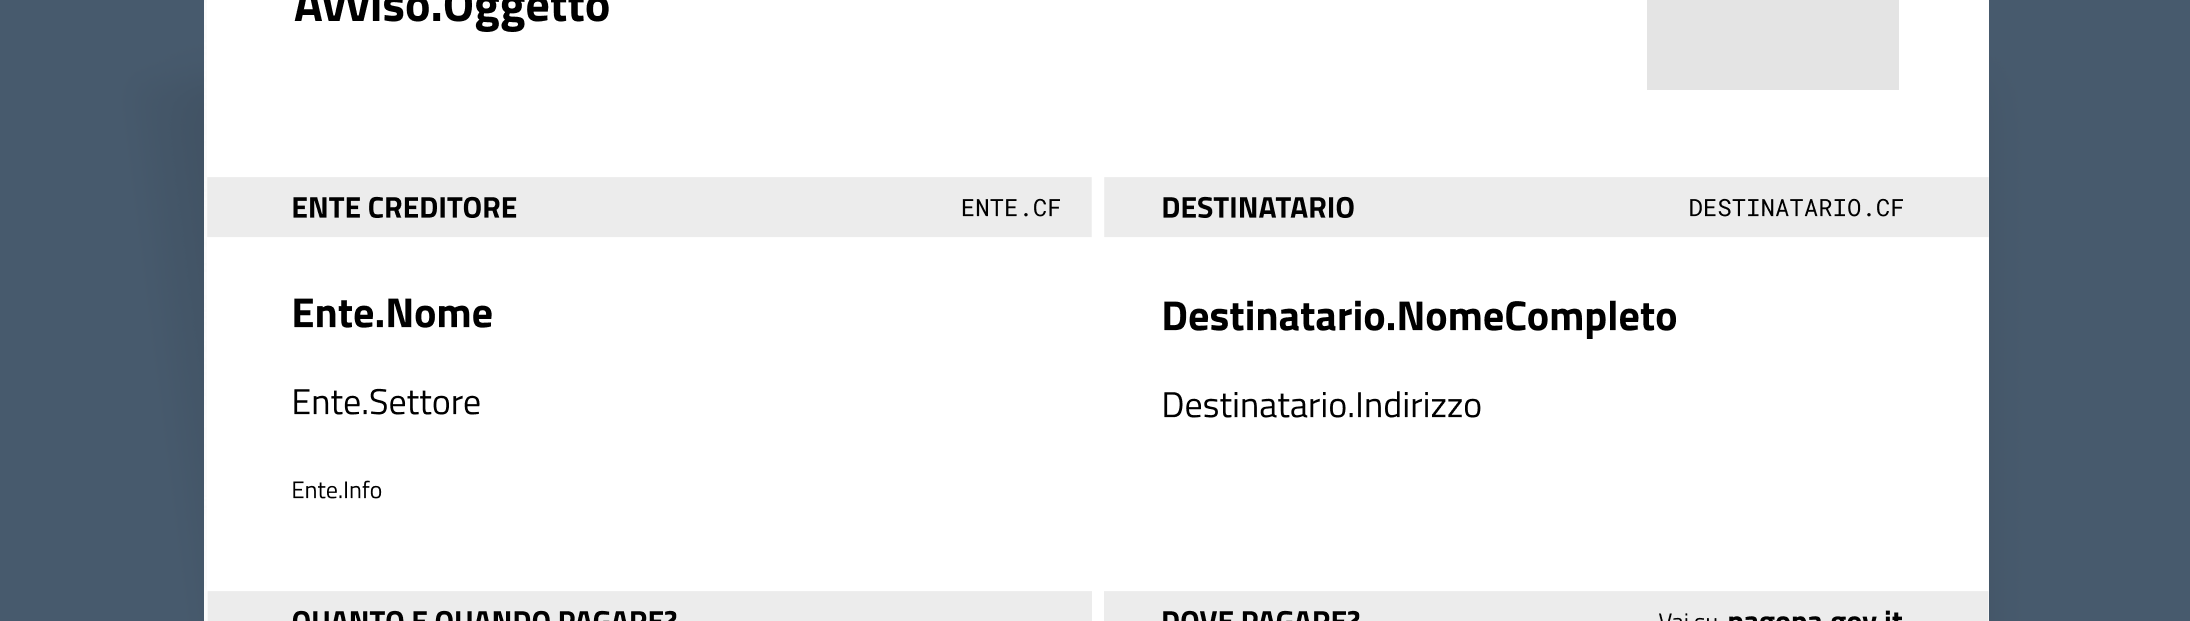 Avviso.Oggetto
ENTE CREDITORE ENTE.CF
DESTINATARIO DESTINATARIO.CF
Ente.Nome
Destinatario.NomeCompleto
Ente.Settore
Destinatario.Indirizzo
Ente.Info
QUANTO E QUANDO PAGARE?
DOVE PAGARE? Vai su pagopa.gov.it